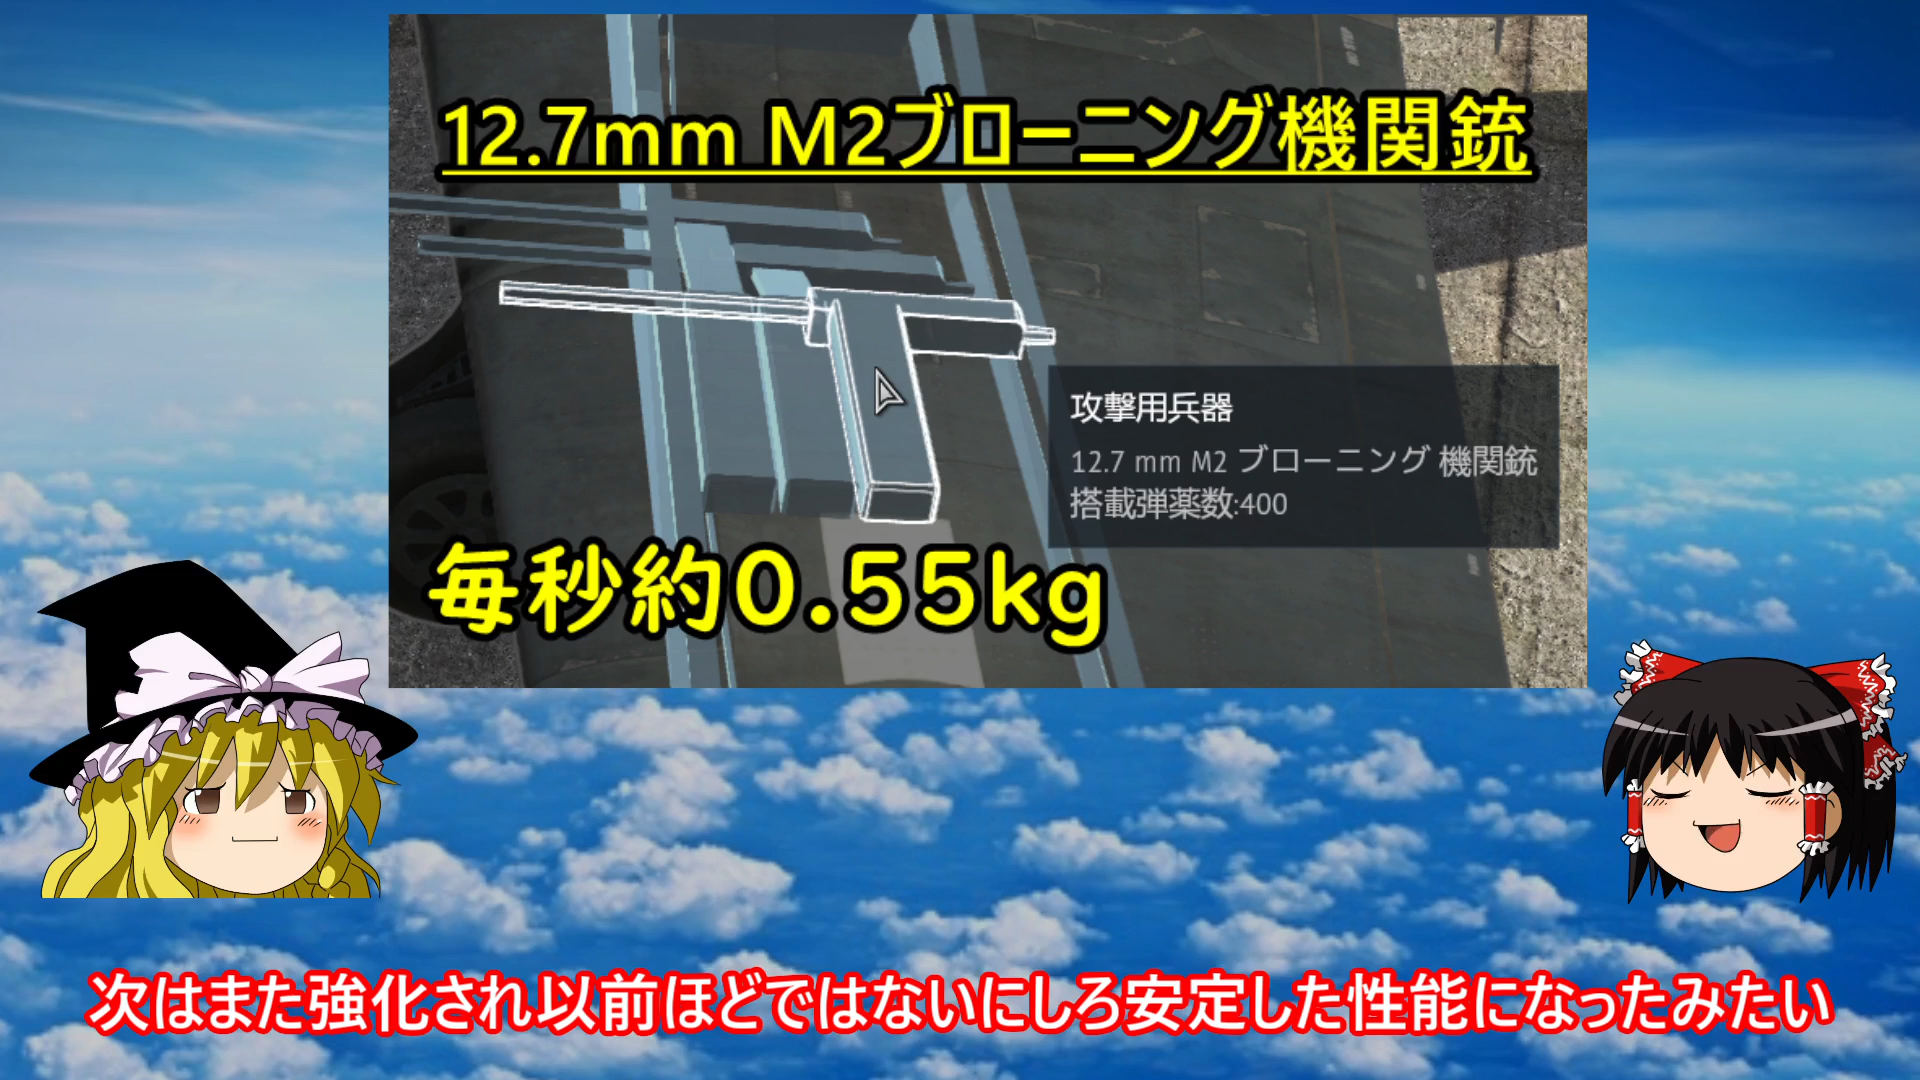 12.7mm M2ブローニング機関銃
攻撃用兵器
12.7 mm M2 ブローニング 機関銃
搭載弾薬数:400
毎秒約0.55kg
次はまた強化され以前ほどではないにしろ安定した性能になったみたい